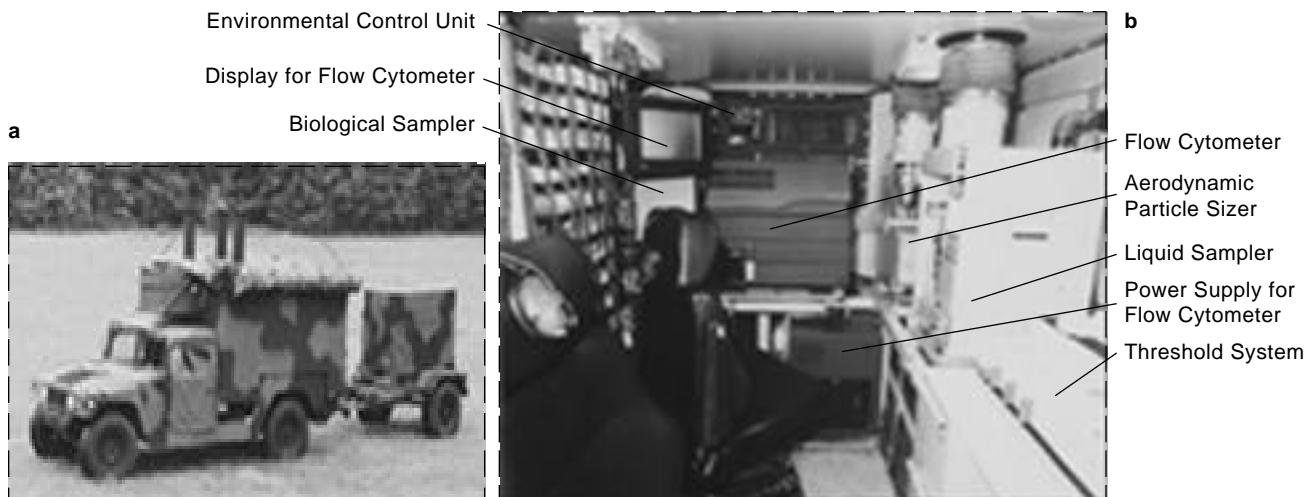 Environmental Control Unit
Display for Flow Cytometer
Biological Sampler
a
b
Flow Cytometer
Aerodynamic
Particle Sizer
Liquid Sampler
Power Supply for
Flow Cytometer
Threshold System